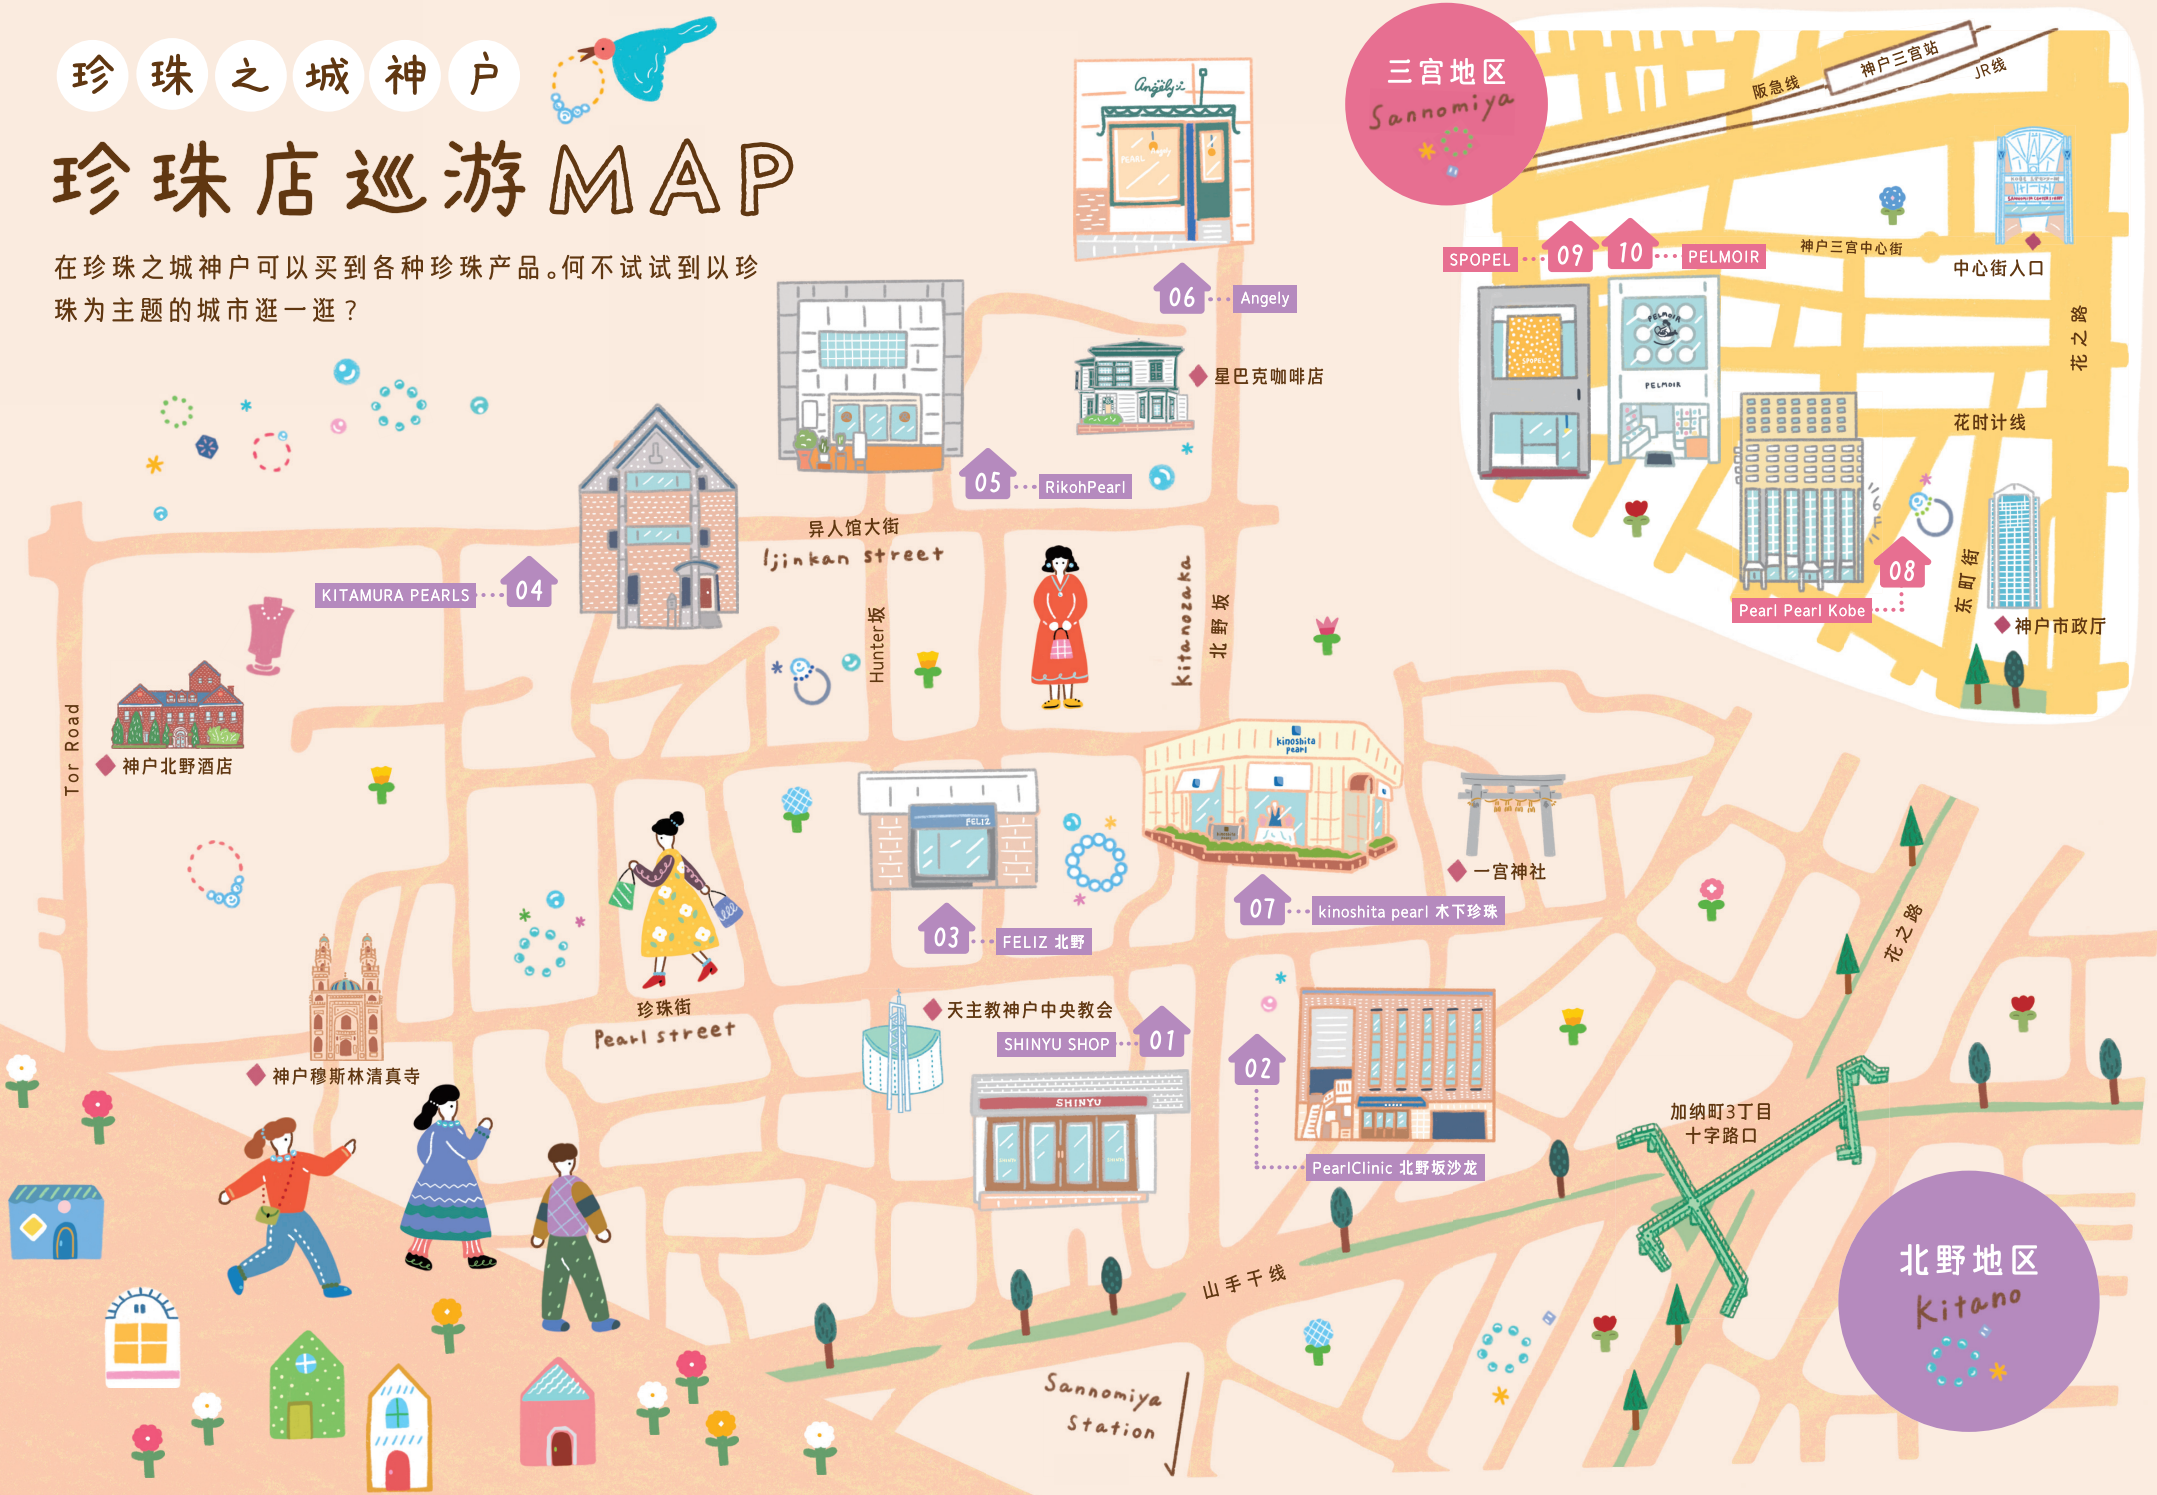 珍珠之城神户
珍珠店巡游MAP
在珍珠之城神户可以买到各种珍珠产品。何不试试到以珍
珠为主题的城市逛一逛？
三宫地区
Sannomiya
阪急线
神户三宫站
JR线
神户三宫中心街
中心街入口
花之路
花时计线
东町街
神户市政厅
SPOPEL
09
10
PELMOIR
SPOPEL
PELMOIR
PELMOIR
6F
08
Pearl Pearl Kobe
Angely
PEARL
Angely
06
Angely
星巴克咖啡店
05
RikohPearl
异人馆大街
Ijinkan street
KITAMURA PEARLS
04
Hunter坂
Kitanozaka
北野坂
Tor Road
神户北野酒店
kinoshita
pearl
FELIZ
一宫神社
07
kinoshita pearl 木下珍珠
03
FELIZ 北野
花之路
珍珠街
Pearl street
天主教神户中央教会
SHINYU SHOP
01
02
SHINYU
神户穆斯林清真寺
PearlClinic 北野坂沙龙
加纳町3丁目
十字路口
山手干线
北野地区
Kitano
Sannomiya
Station